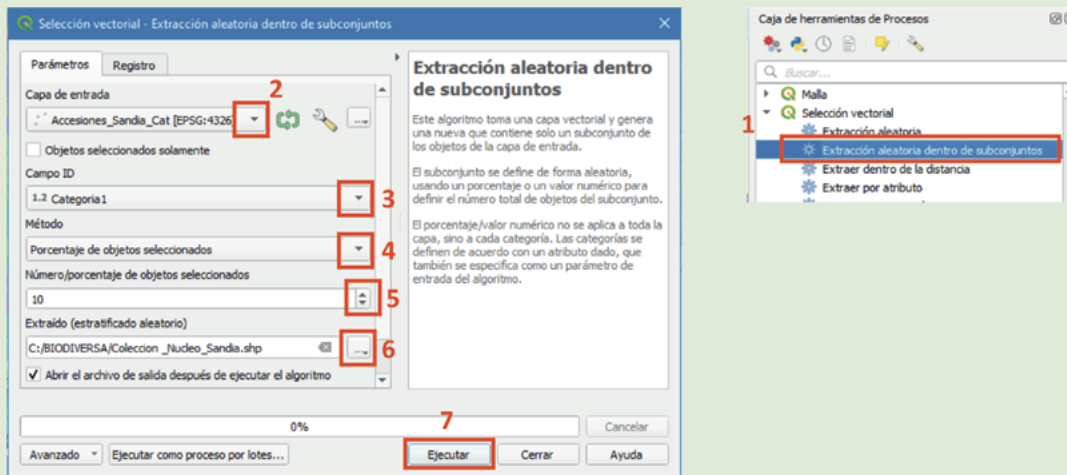 Selección vectorial - Extracción aleatoria dentro de subconjuntos
Parámetros
Registro
2
Capa de entrada
Accesiones_Sandia_Cat [EPSG:4326]
Objetos seleccionados solamente
Campo ID
1.2 Categoria1
3
Método
Porcentaje de objetos seleccionados
4
Número/porcentaje de objetos seleccionados
10
5
Extraído (estratificado aleatorio)
C:/BIODIVERSA/Coleccion _Nucleo_Sandia.shp
6
Abrir el archivo de salida después de ejecutar el algoritmo
Extracción aleatoria dentro
de subconjuntos
Este algoritmo toma una capa vectorial y genera
una nueva que contiene solo un subconjunto de
los objetos de la capa de entrada.
El subconjunto se define de forma aleatoria,
usando un porcentaje o un valor numérico para
definir el número total de objetos del subconjunto.
El porcentaje/valor numérico no se aplica a toda la
capa, sino a cada categoría. Las categorías se
definen de acuerdo con un atributo dado, que
también se especifica como un parámetro de
entrada del algoritmo.
0%
7
Cancelar
Avanzado
Ejecutar como proceso por lotes...
Ejecutar
Cerrar
Ayuda
Caja de herramientas de Procesos
Buscar...
Malla
Selección vectorial
1
Extracción aleatoria
Extracción aleatoria dentro de subconjuntos
Extraer dentro de la distancia
Extraer por atributo